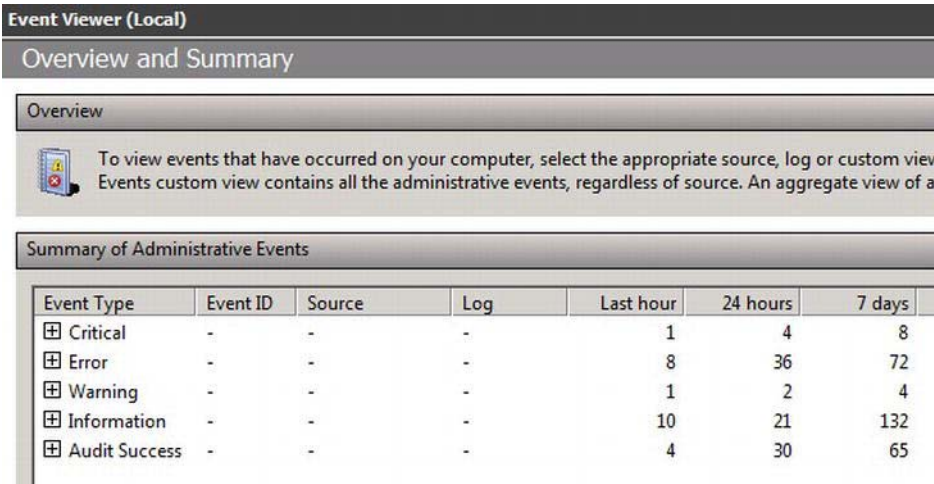 Event Viewer (Local)
Overview and Summary
Overview
To view events that have occurred on your computer, select the appropriate source, log or custom view
Events custom view contains all the administrative events, regardless of source. An aggregate view of a
Summary of Administrative Events
Event Type Event ID Source Log Last hour 24 hours 7 days
Critical - - - 1 4 8
Error - - - 8 36 72
Warning - - - 1 2 4
Information - - - 10 21 132
Audit Success - - - 4 30 65